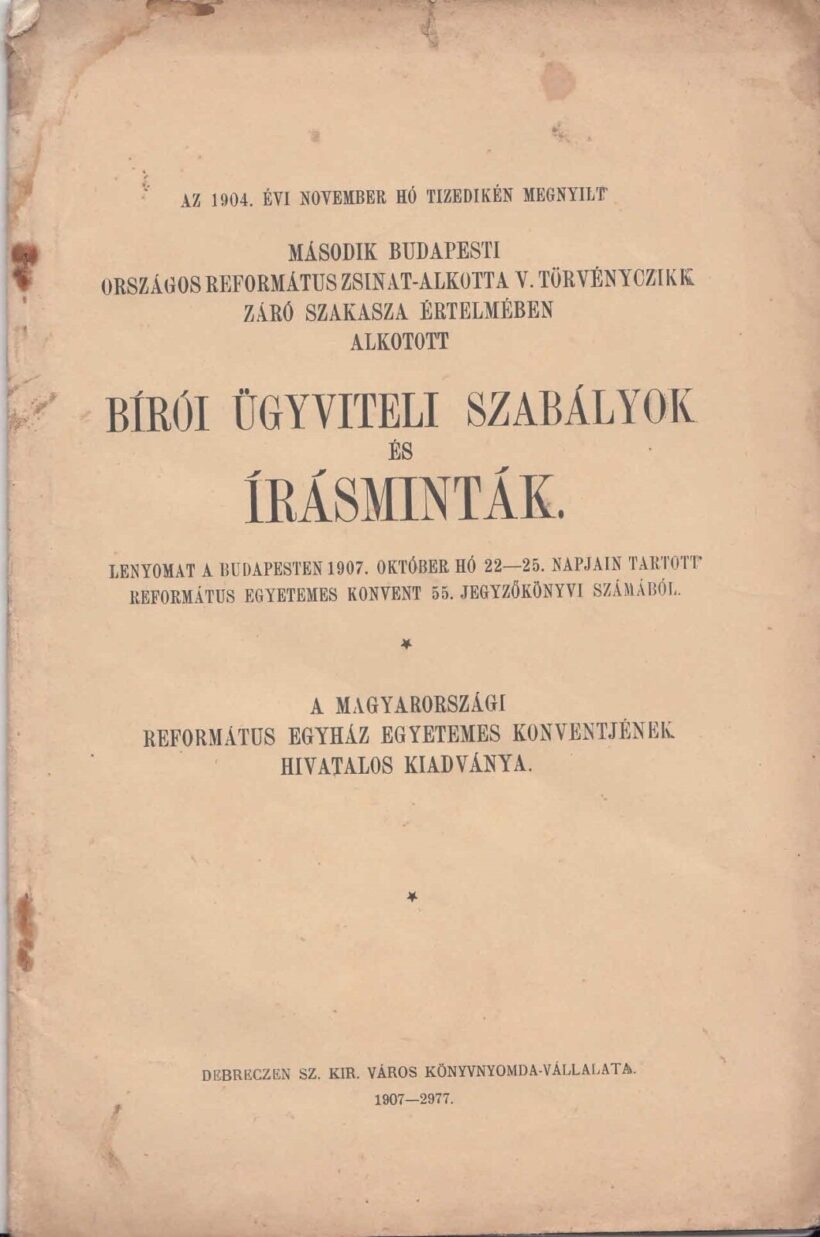 AZ 1904. ÉVI NOVEMBER HÓ TIZEDIKÉN MEGNYILT
MÁSODIK BUDAPESTI
ORSZÁGOS REFORMÁTUS ZSINAT-ALKOTTA V. TÖRVÉNYCZIKK
ZÁRÓ SZAKASZA ÉRTELMÉBEN
ALKOTOTT
BÍRÓI ÜGYVITELI SZABÁLYOK
ÉS
ÍRÁSMINTÁK.
LENYOMAT A BUDAPESTEN 1907. OKTÓBER HÓ 22—25. NAPJAIN TARTOTT
REFORMÁTUS EGYETEMES KONVENT 55. JEGYZŐKÖNYVI SZÁMÁBÓL.
*
A MAGYARORSZÁGI
REFORMÁTUS EGYHÁZ EGYETEMES KONVENTJÉNEK
HIVATALOS KIADVÁNYA.
*
DEBRECZEN SZ. KIR. VÁROS KÖNYVNYOMDA-VÁLLALATA.
1907—2977.